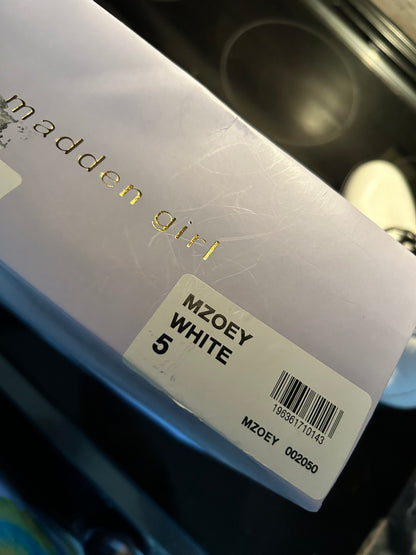 madden girl
MZOEY
WHITE
5
196361710143
MZOEY 002050